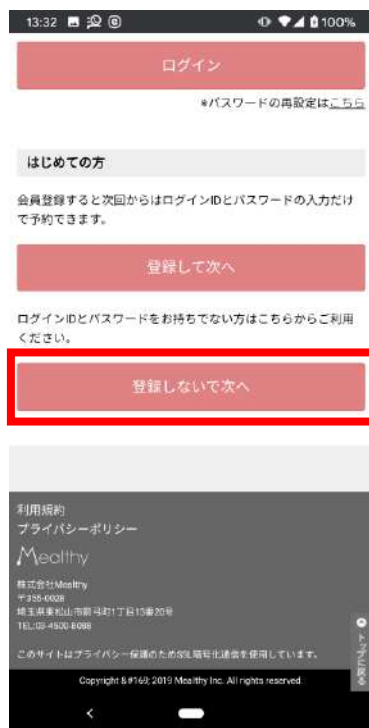 13:32
100%
ログイン
*パスワードの再設定はこちら
はじめての方
会員登録すると次回からはログインIDとパスワードの入力だけ
で予約できます。
登録して次へ
ログインIDとパスワードをお持ちでない方はこちらからご利用
ください。
登録しないで次へ
利用規約
プライバシーポリシー
Mealthy
株式会社Mealthy
〒355-0028
埼玉県東松山市箭弓町1丁目13番20号
TEL:03-4500-8088
このサイトはプライバシー保護のためSSL暗号化通信を使用しています。
トップに戻る
Copyright &#169; 2019 Mealthy Inc. All rights reserved.